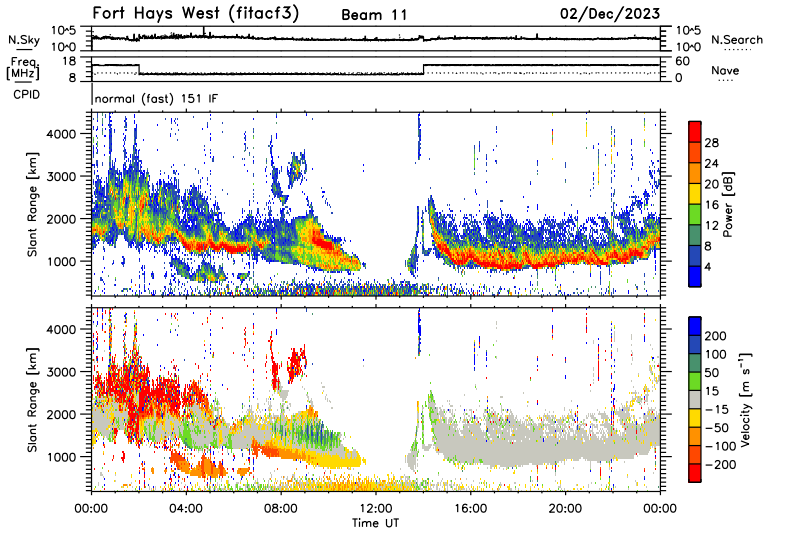 Fort Hays West (fitacf3) Beam 11 02/Dec/2023
N.Sky 10^5 10^0 10^5 10^0 N.Search
Freq. [MHz] 18 8 60 0 Nave
CPID normal (fast) 151 IF
Slant Range [km] 4000 3000 2000 1000
Power [dB] 28 24 20 16 12 8 4
Slant Range [km] 4000 3000 2000 1000
Velocity [m s⁻¹] 200 100 50 15 −15 −50 −100 −200
00:00 04:00 08:00 12:00 16:00 20:00 00:00
Time UT